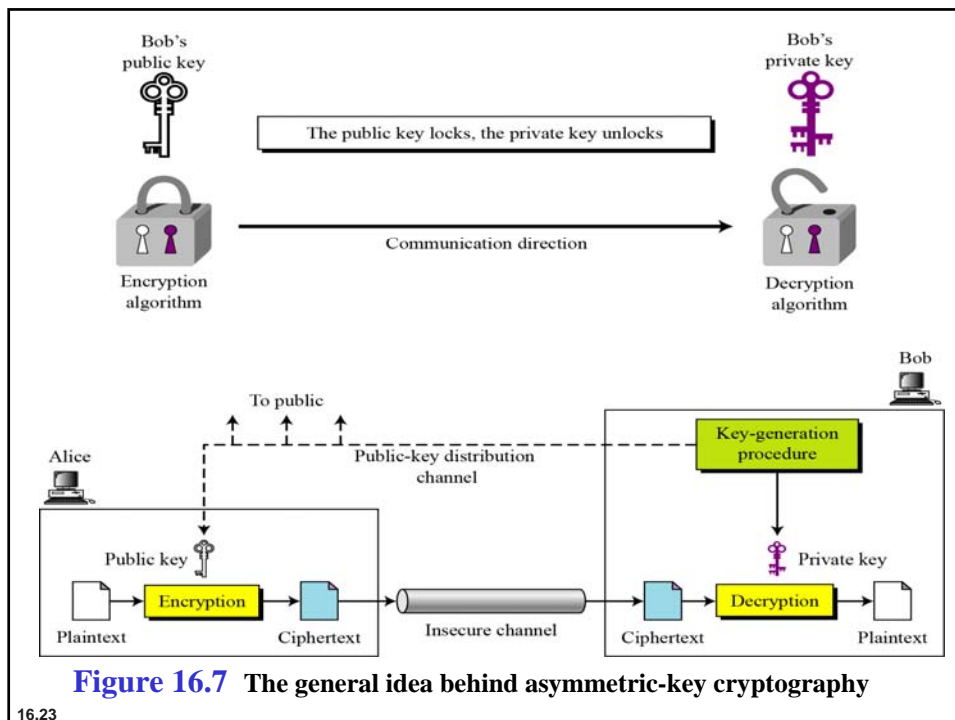 Bob's
public key
Bob's
private key
The public key locks, the private key unlocks
Communication direction
Encryption
algorithm
Decryption
algorithm
Bob
To public
Key-generation
procedure
Public-key distribution
channel
Alice
Public key
Private key
Encryption
Decryption
Plaintext
Ciphertext
Insecure channel
Ciphertext
Plaintext
Figure 16.7 The general idea behind asymmetric-key cryptography
16.23